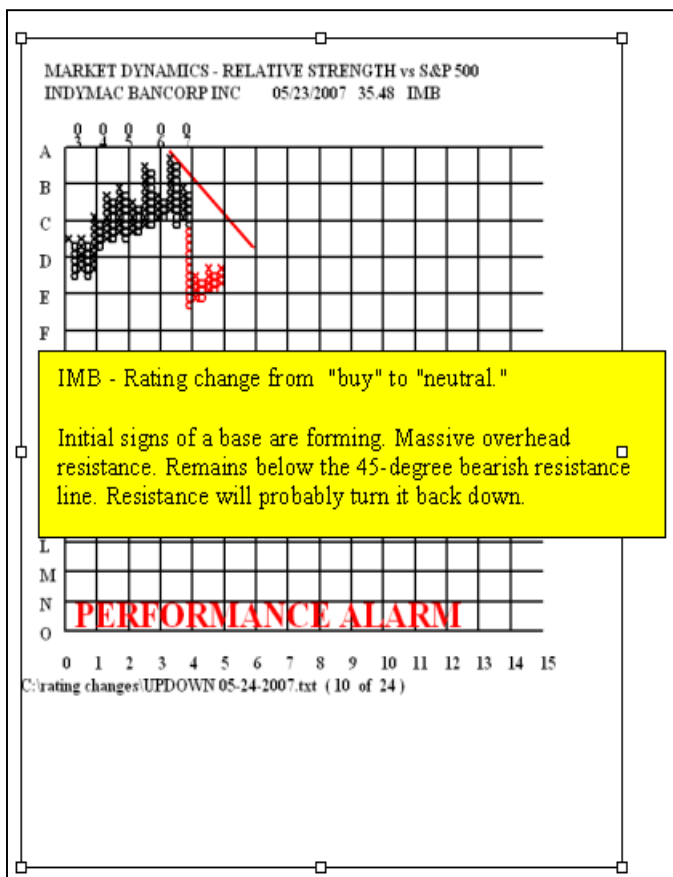 MARKET DYNAMICS - RELATIVE STRENGTH vs S&P 500
INDYMAC BANCORP INC 05/23/2007 35.48 IMB
A
B
C
D
E
F
IMB - Rating change from "buy" to "neutral."
Initial signs of a base are forming. Massive overhead
resistance. Remains below the 45-degree bearish resistance
line. Resistance will probably turn it back down.
L
M
N
PERFORMANCE ALARM
O
0 1 2 3 4 5 6 7 8 9 10 11 12 13 14 15
C:\rating changes\UPDOWN 05-24-2007.txt ( 10 of 24 )